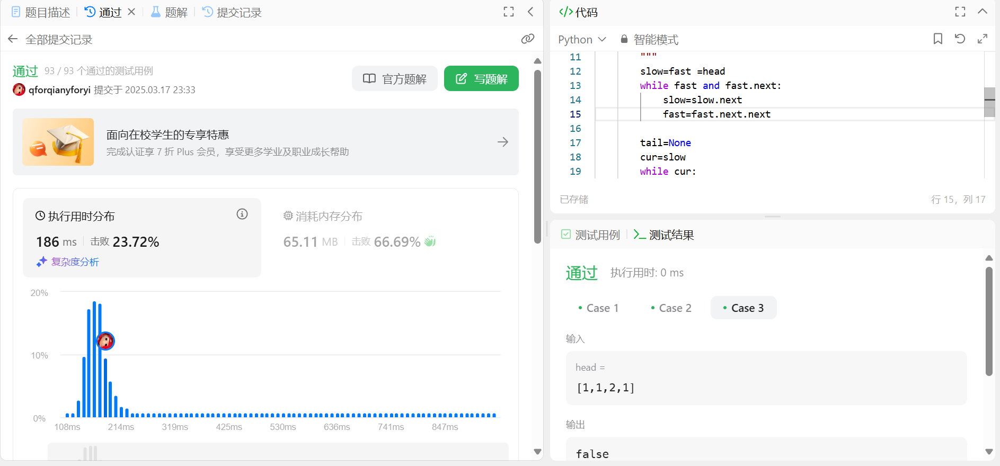 题目描述
通过
题解
提交记录
全部提交记录
通过 93 / 93 个通过的测试用例
qforqianyforyi 提交于 2025.03.17 23:33
官方题解
写题解
面向在校学生的专享特惠
完成认证享 7 折 Plus 会员，享受更多学业及职业成长帮助
执行用时分布
186 ms 击败 23.72%
复杂度分析
消耗内存分布
65.11 MB 击败 66.69%
20%
10%
0%
108ms 214ms 319ms 425ms 530ms 636ms 741ms 847ms
</> 代码
Python 智能模式
11 """
12 slow=fast =head
13 while fast and fast.next:
14 slow=slow.next
15 fast=fast.next.next
16
17 tail=None
18 cur=slow
19 while cur:
已存储
行 15，列 17
测试用例
测试结果
通过 执行用时: 0 ms
Case 1
Case 2
Case 3
输入
head =
[1,1,2,1]
输出
false